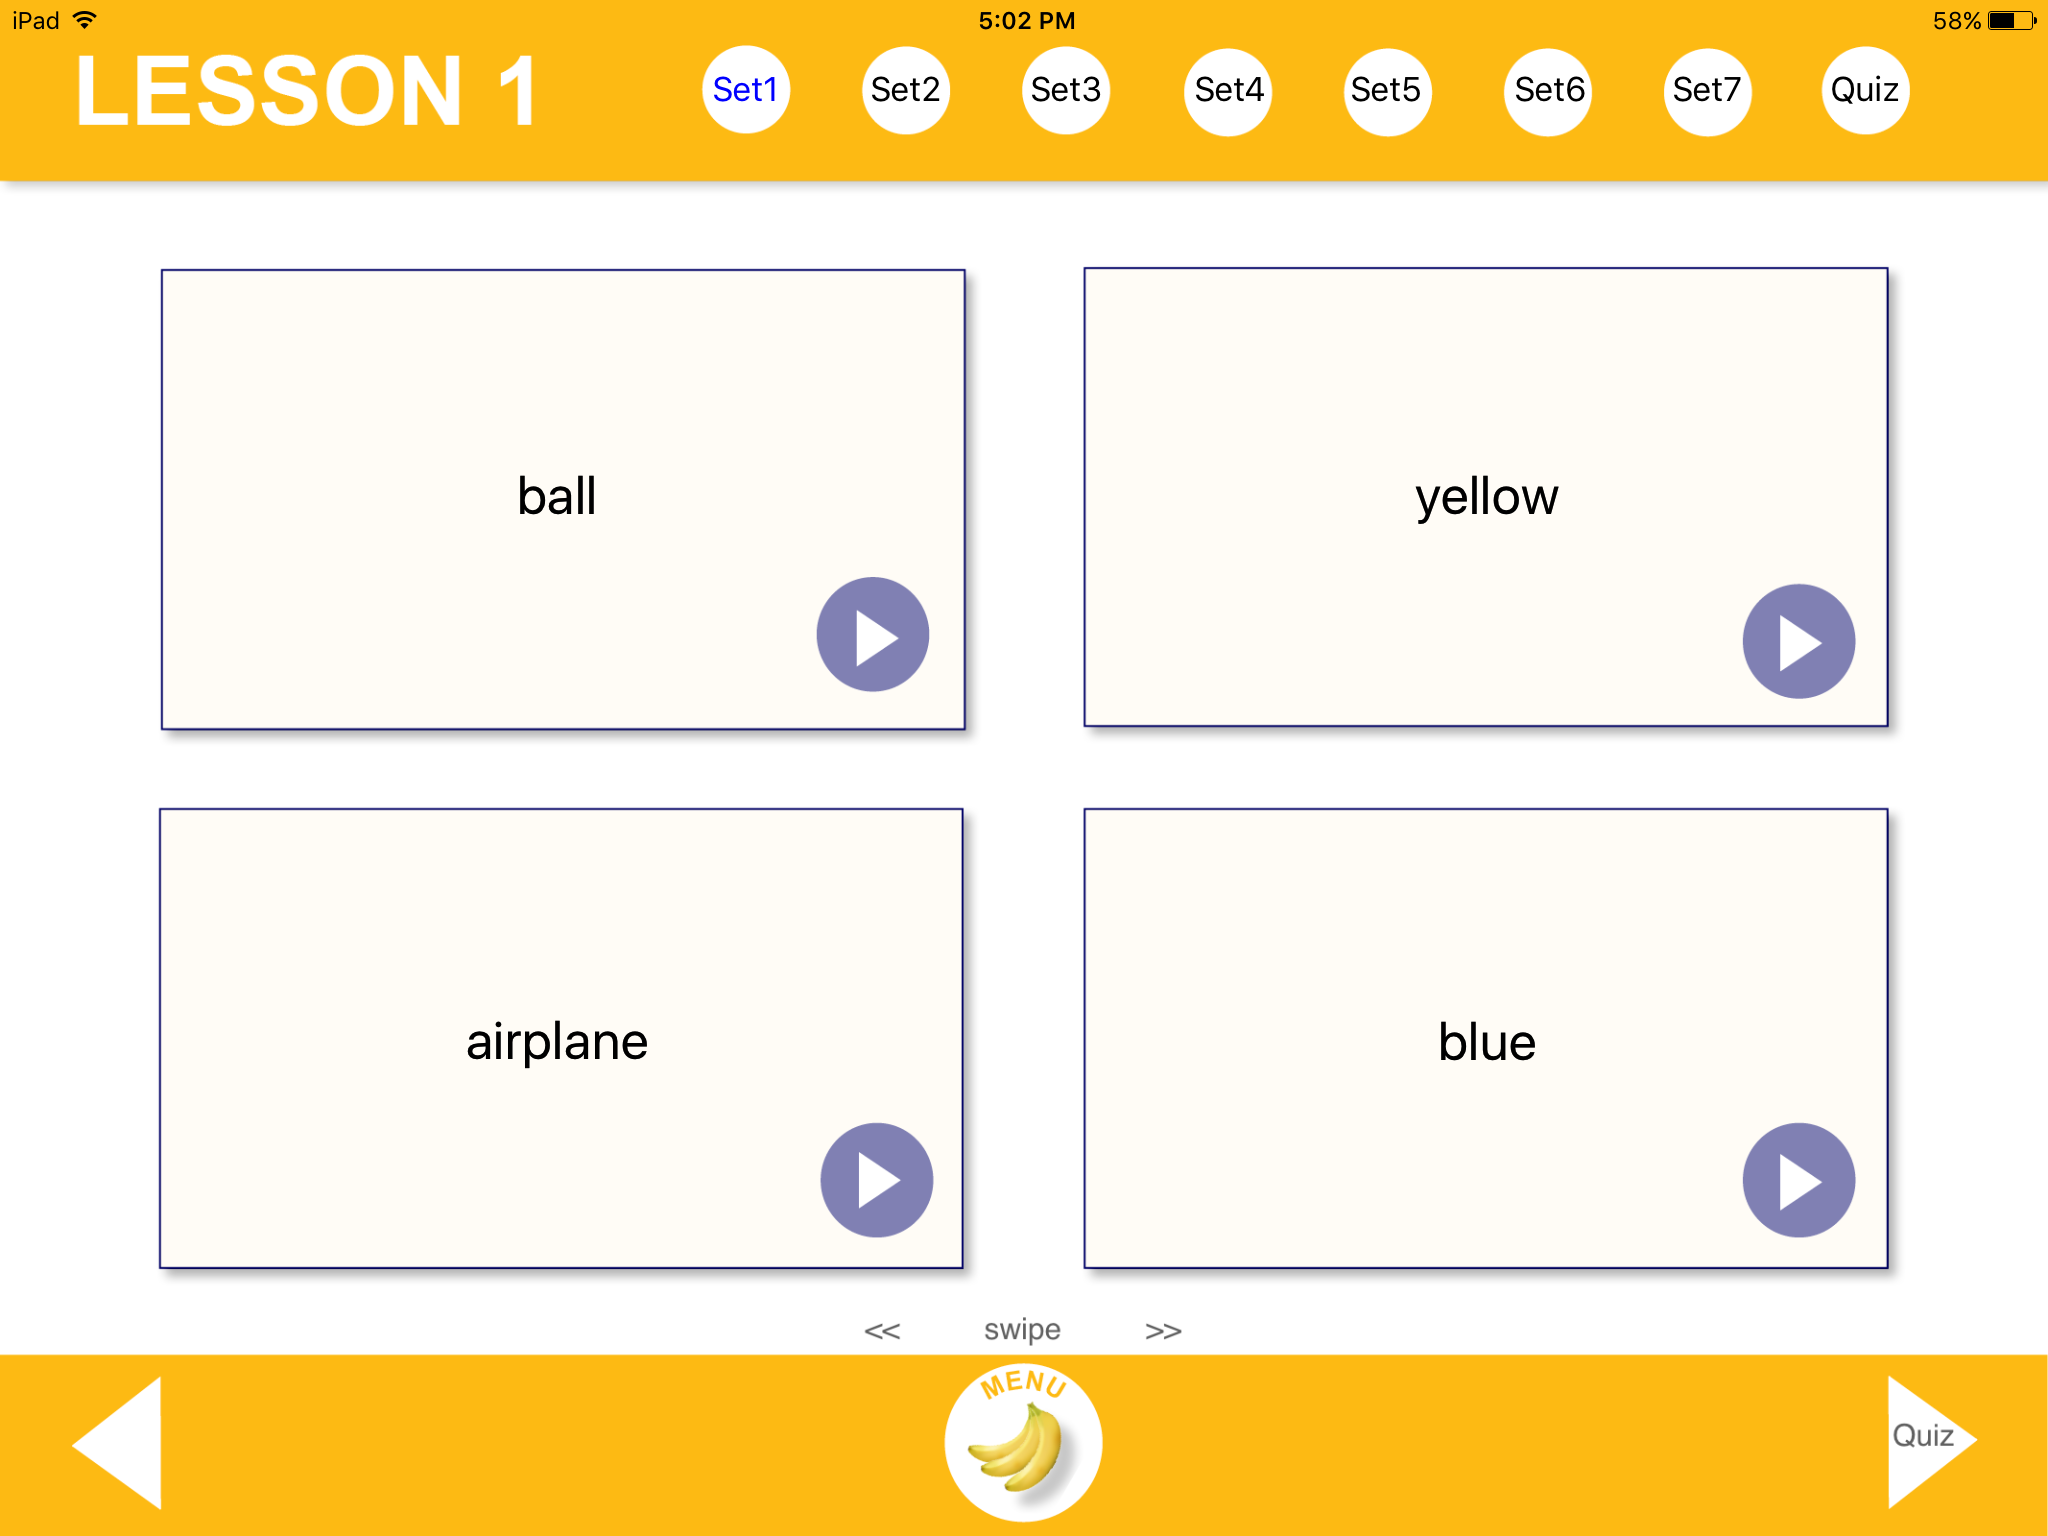 iPad 5:02 PM 58%
LESSON 1 Set1 Set2 Set3 Set4 Set5 Set6 Set7 Quiz
ball
yellow
airplane
blue
<< swipe >>
MENU
Quiz